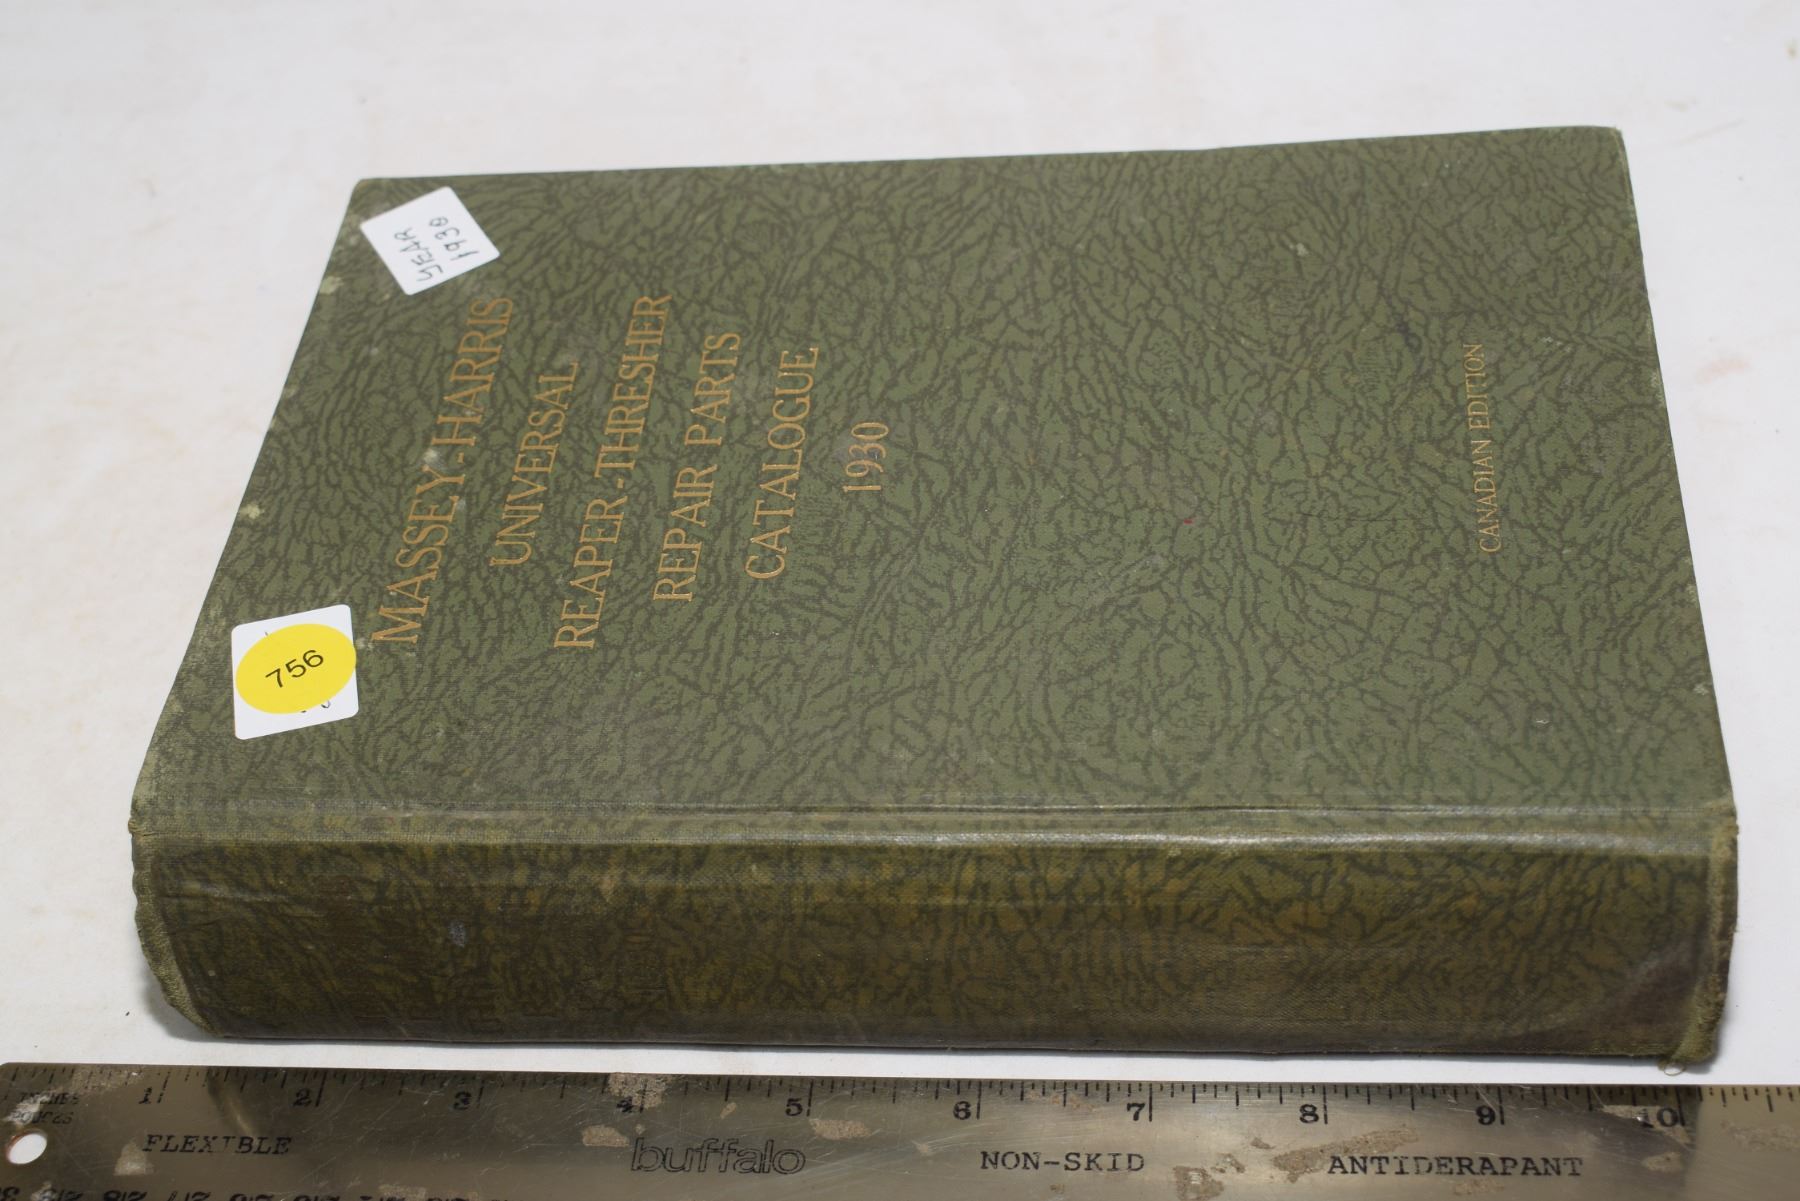 YEAR
1930
MASSEY-HARRIS
UNIVERSAL
REAPER-THRESHER
REPAIR PARTS
CATALOGUE
1930
CANADIAN EDITION
756
INCHES
POUCES
1 2 3 4 5 6 7 8 9 10
FLEXIBLE buffalo NON-SKID ANTIDERAPANT